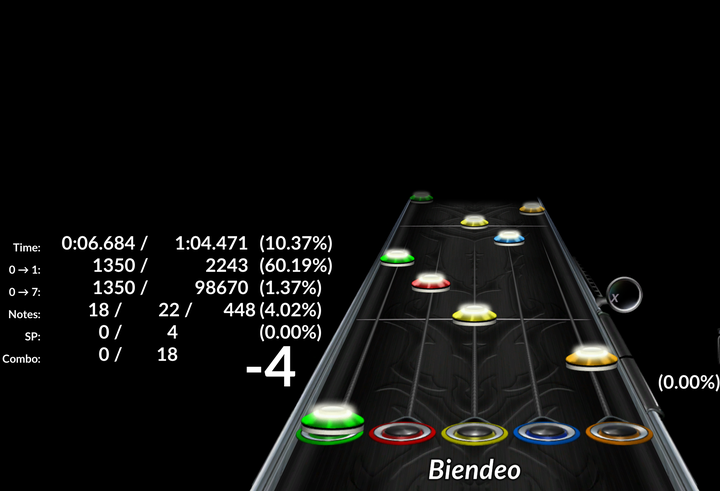 Time: 0:06.684 / 1:04.471 (10.37%)
0 → 1: 1350 / 2243 (60.19%)
0 → 7: 1350 / 98670 (1.37%)
Notes: 18 / 22 / 448 (4.02%)
SP: 0 / 4 (0.00%)
Combo: 0 / 18
-4
x
(0.00%)
Biendeo